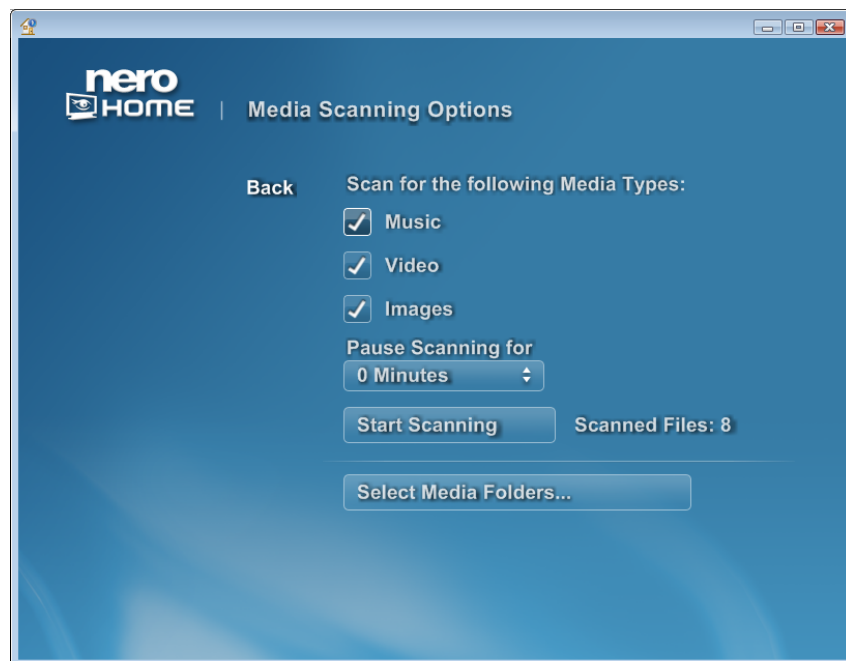 nero
HOME | Media Scanning Options
Back
Scan for the following Media Types:
Music
Video
Images
Pause Scanning for
0 Minutes
Start Scanning
Scanned Files: 8
Select Media Folders...